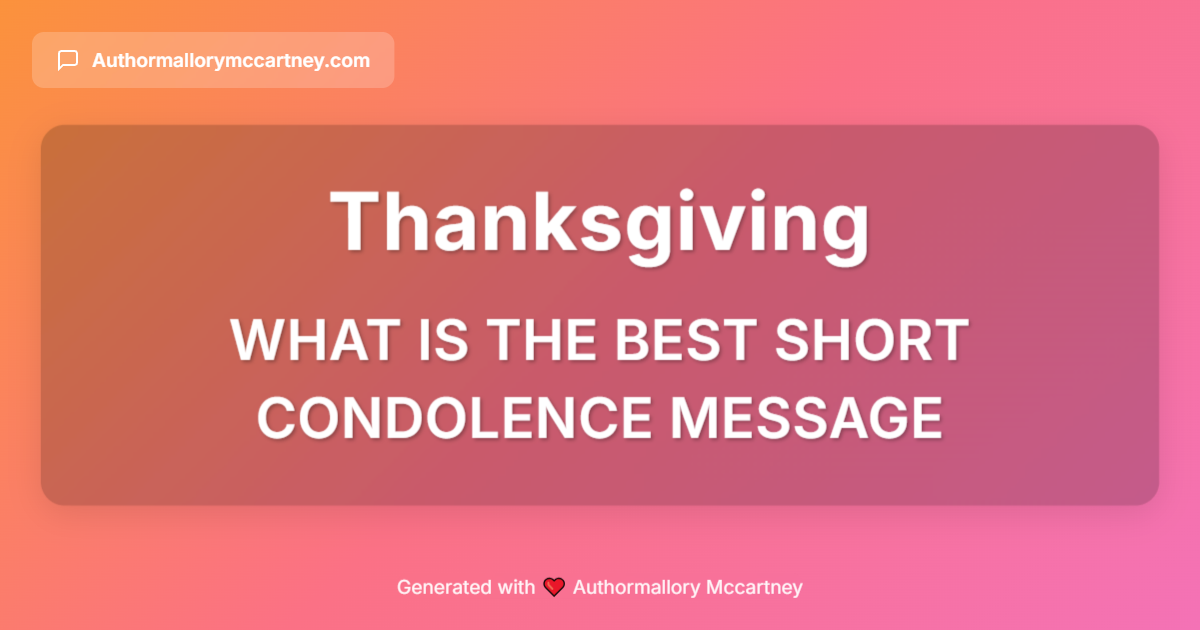 Authormallorymccartney.com
Thanksgiving
WHAT IS THE BEST SHORT
CONDOLENCE MESSAGE
Generated with ❤️ Authormallory Mccartney